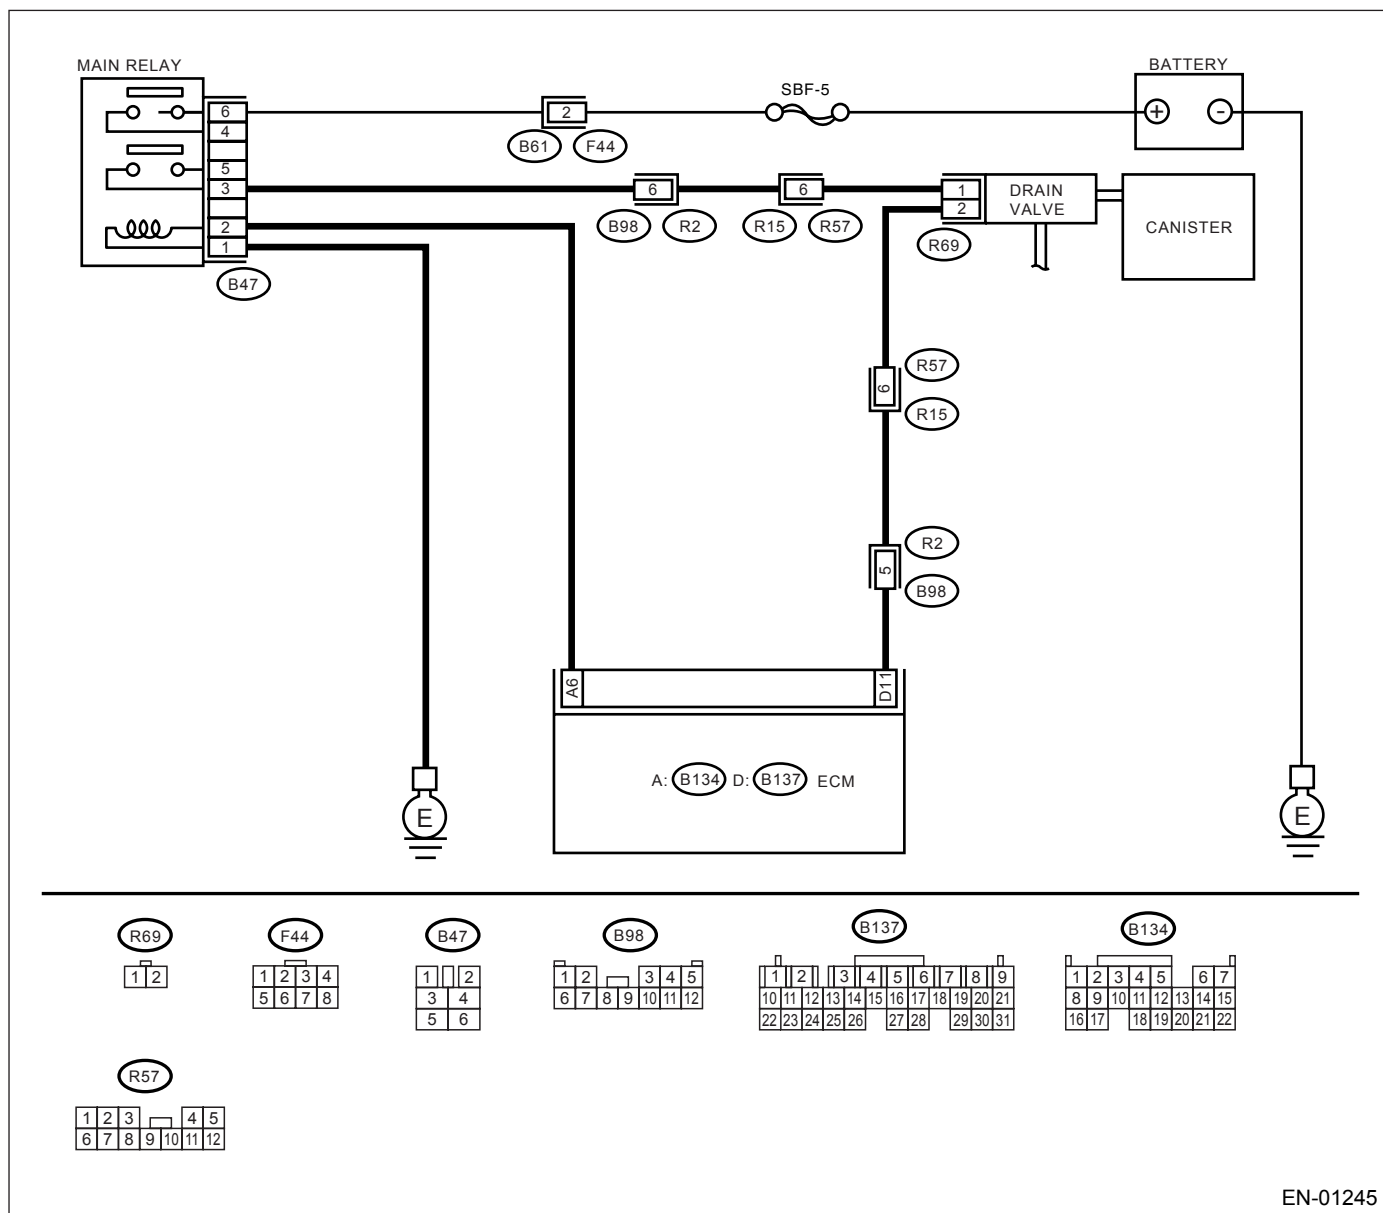 MAIN RELAY
BATTERY
SBF-5
6
2
+
-
4
B61
F44
5
3
6
6
1
DRAIN
VALVE
2
B98
R2
R15
R57
R69
CANISTER
2
1
B47
R57
6
R15
R2
5
B98
A6
D11
A: B134 D: B137 ECM
E
E
R69
F44
B47
B98
B137
B134
1 2
1 2 3 4
5 6 7 8
1 2
3 4
5 6
1 2 3 4 5
6 7 8 9 10 11 12
1 2 3 4 5 6 7 8 9
10 11 12 13 14 15 16 17 18 19 20 21
22 23 24 25 26 27 28 29 30 31
1 2 3 4 5 6 7
8 9 10 11 12 13 14 15
16 17 18 19 20 21 22
R57
1 2 3 4 5
6 7 8 9 10 11 12
EN-01245